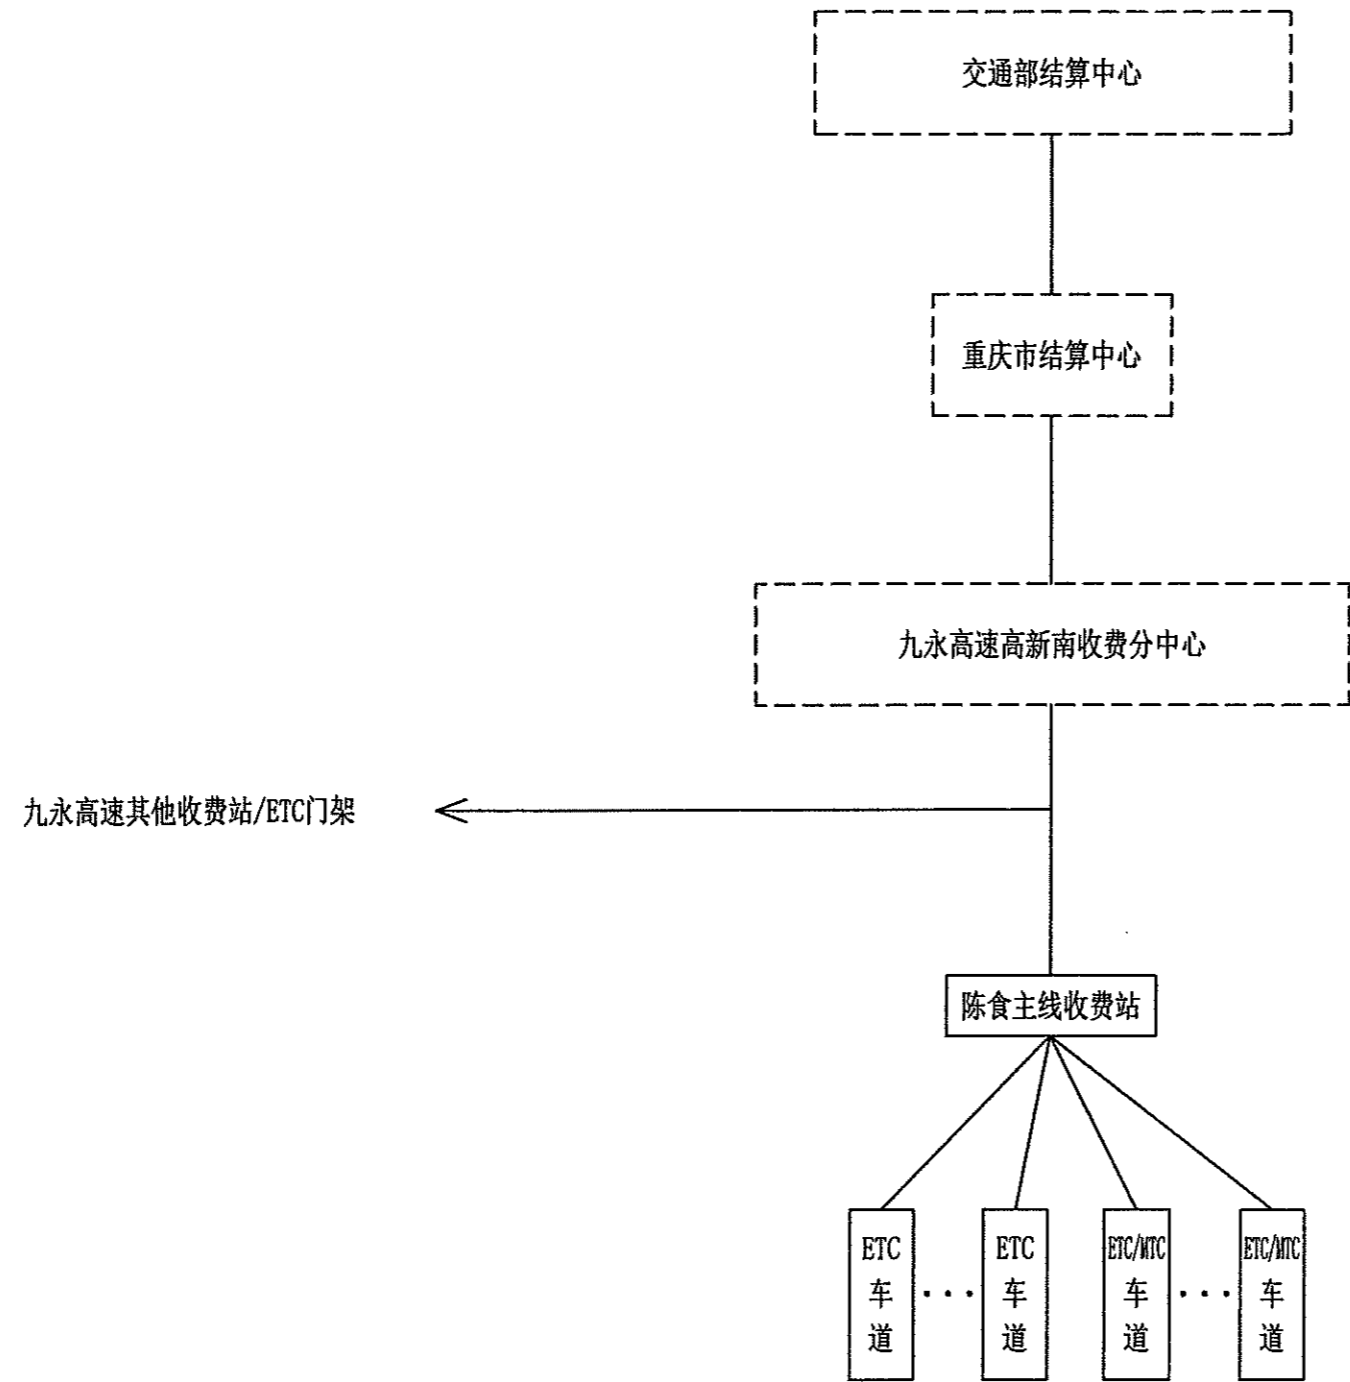 交通部结算中心
重庆市结算中心
九永高速高新南收费分中心
九永高速其他收费站/ETC门架
陈食主线收费站
ETC
车
道
...
ETC
车
道
ETC/MTC
车
道
...
ETC/MTC
车
道